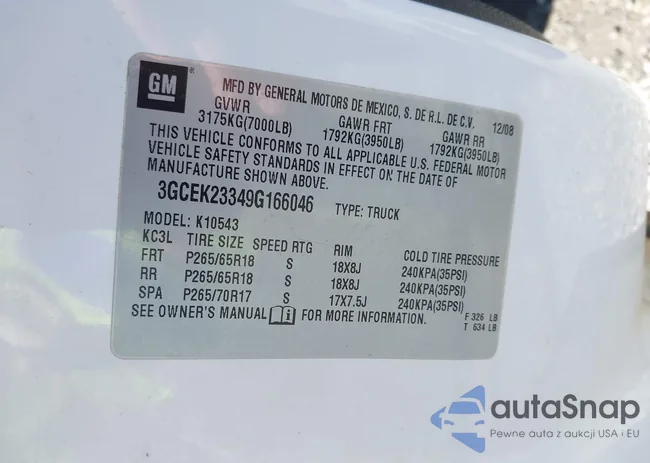 GM
MFD BY GENERAL MOTORS DE MEXICO, S. DE R.L. DE C.V. 12/08
GVWR GAWR FRT GAWR RR
3175KG(7000LB) 1792KG(3950LB) 1792KG(3950LB)
THIS VEHICLE CONFORMS TO ALL APPLICABLE U.S. FEDERAL MOTOR
VEHICLE SAFETY STANDARDS IN EFFECT ON THE DATE OF
MANUFACTURE SHOWN ABOVE.
3GCEK23349G166046 TYPE: TRUCK
MODEL: K10543
KC3L TIRE SIZE SPEED RTG RIM COLD TIRE PRESSURE
FRT P265/65R18 S 18X8J 240KPA(35PSI)
RR P265/65R18 S 18X8J 240KPA(35PSI)
SPA P265/70R17 S 17X7.5J 240KPA(35PSI)
SEE OWNER'S MANUAL FOR MORE INFORMATION.
F 326 LB
T 634 LB
autaSnap
Pewne auta z aukcji USA i EU